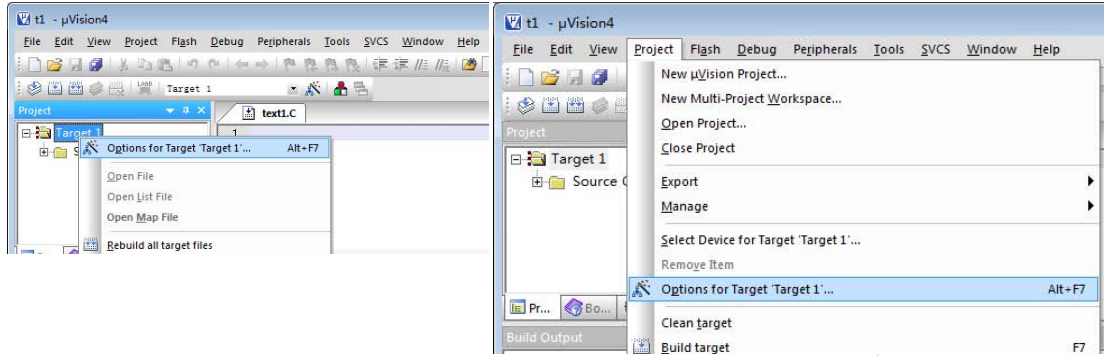 t1 - µVision4
File Edit View Project Flash Debug Peripherals Tools SVCS Window Help
LOAD Target 1
Project
text1.C
Target 1
1
S
Options for Target 'Target 1'... Alt+F7
Open File
Open List File
Open Map File
Rebuild all target files
t1 - µVision4
File Edit View Project Flash Debug Peripherals Tools SVCS Window Help
New µVision Project...
New Multi-Project Workspace...
Open Project...
Close Project
Project
Target 1
Source
Export
Manage
Select Device for Target 'Target 1'...
Remove Item
Options for Target 'Target 1'... Alt+F7
Pr... Bo...
Clean target
Build Output
Build target F7